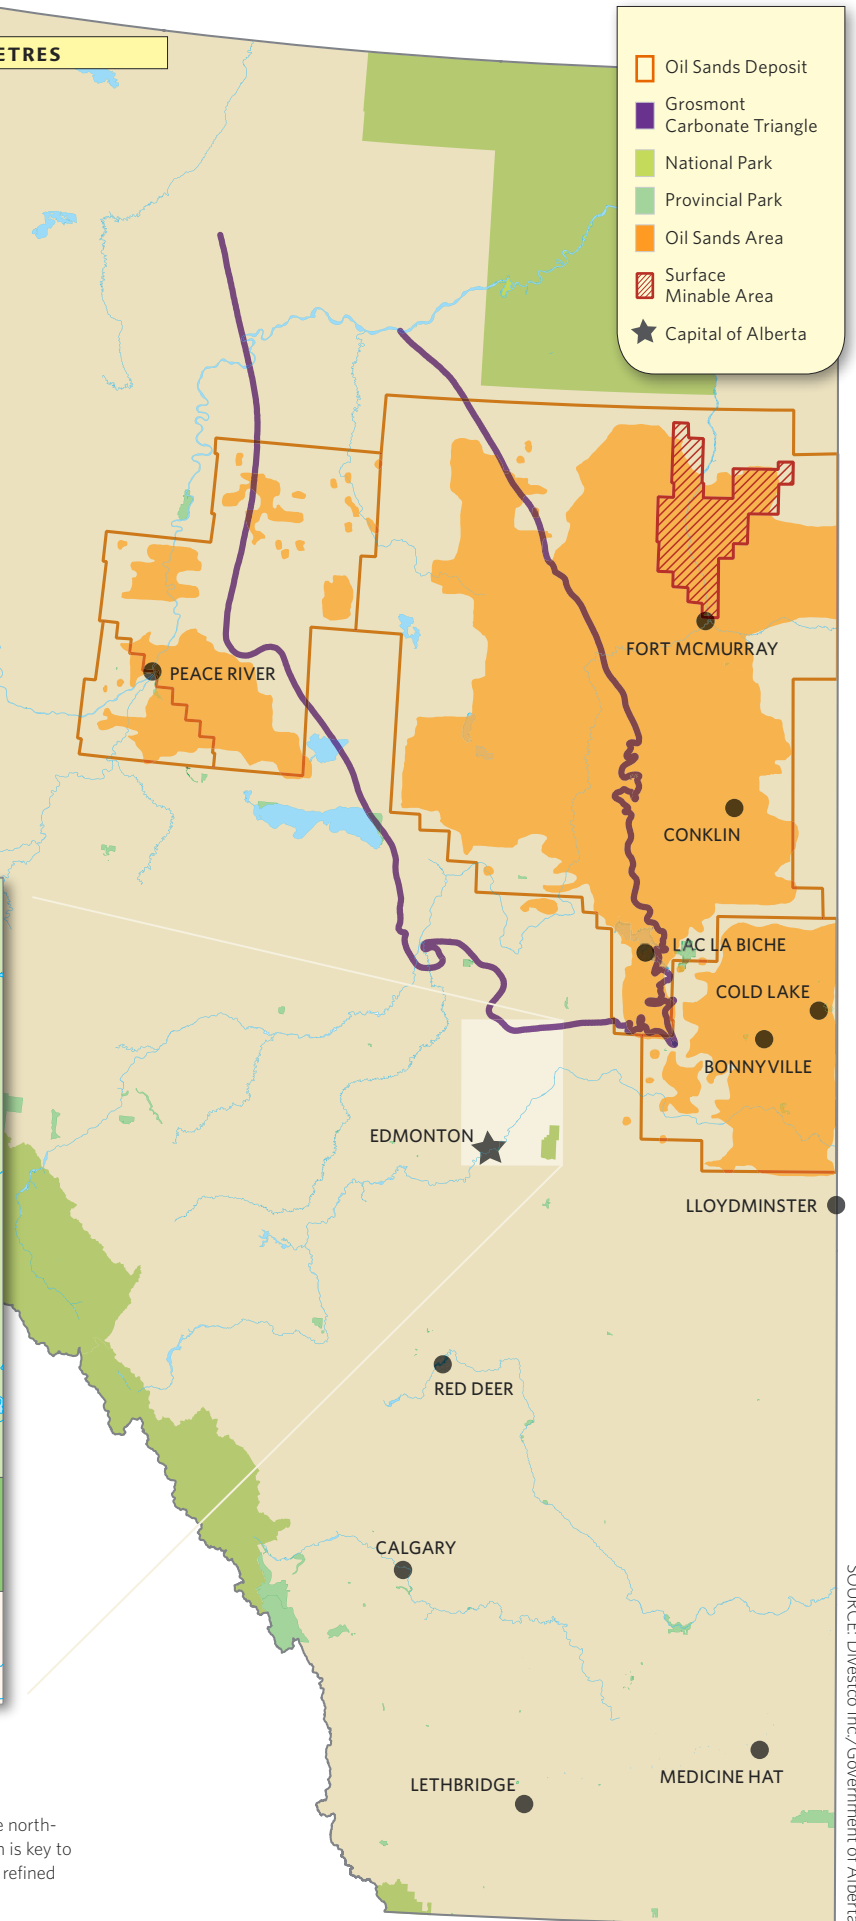 ETRES
Oil Sands Deposit
Grosmont
Carbonate Triangle
National Park
Provincial Park
Oil Sands Area
Surface
Minable Area
Capital of Alberta
FORT MCMURRAY
PEACE RIVER
CONKLIN
LAC LA BICHE
COLD LAKE
BONNYVILLE
EDMONTON
LLOYDMINSTER
RED DEER
CALGARY
MEDICINE HAT
LETHBRIDGE
SOURCE: Divestco Inc./Government of Alberta
e north-
n is key to
refined